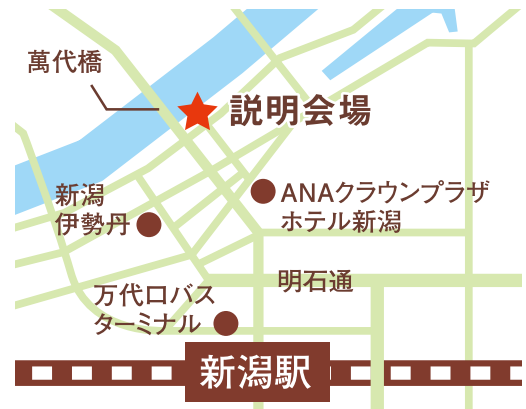 萬代橋
説明会場
新潟
伊勢丹
ANAクラウンプラザ
ホテル新潟
明石通
万代口バス
ターミナル
新潟駅